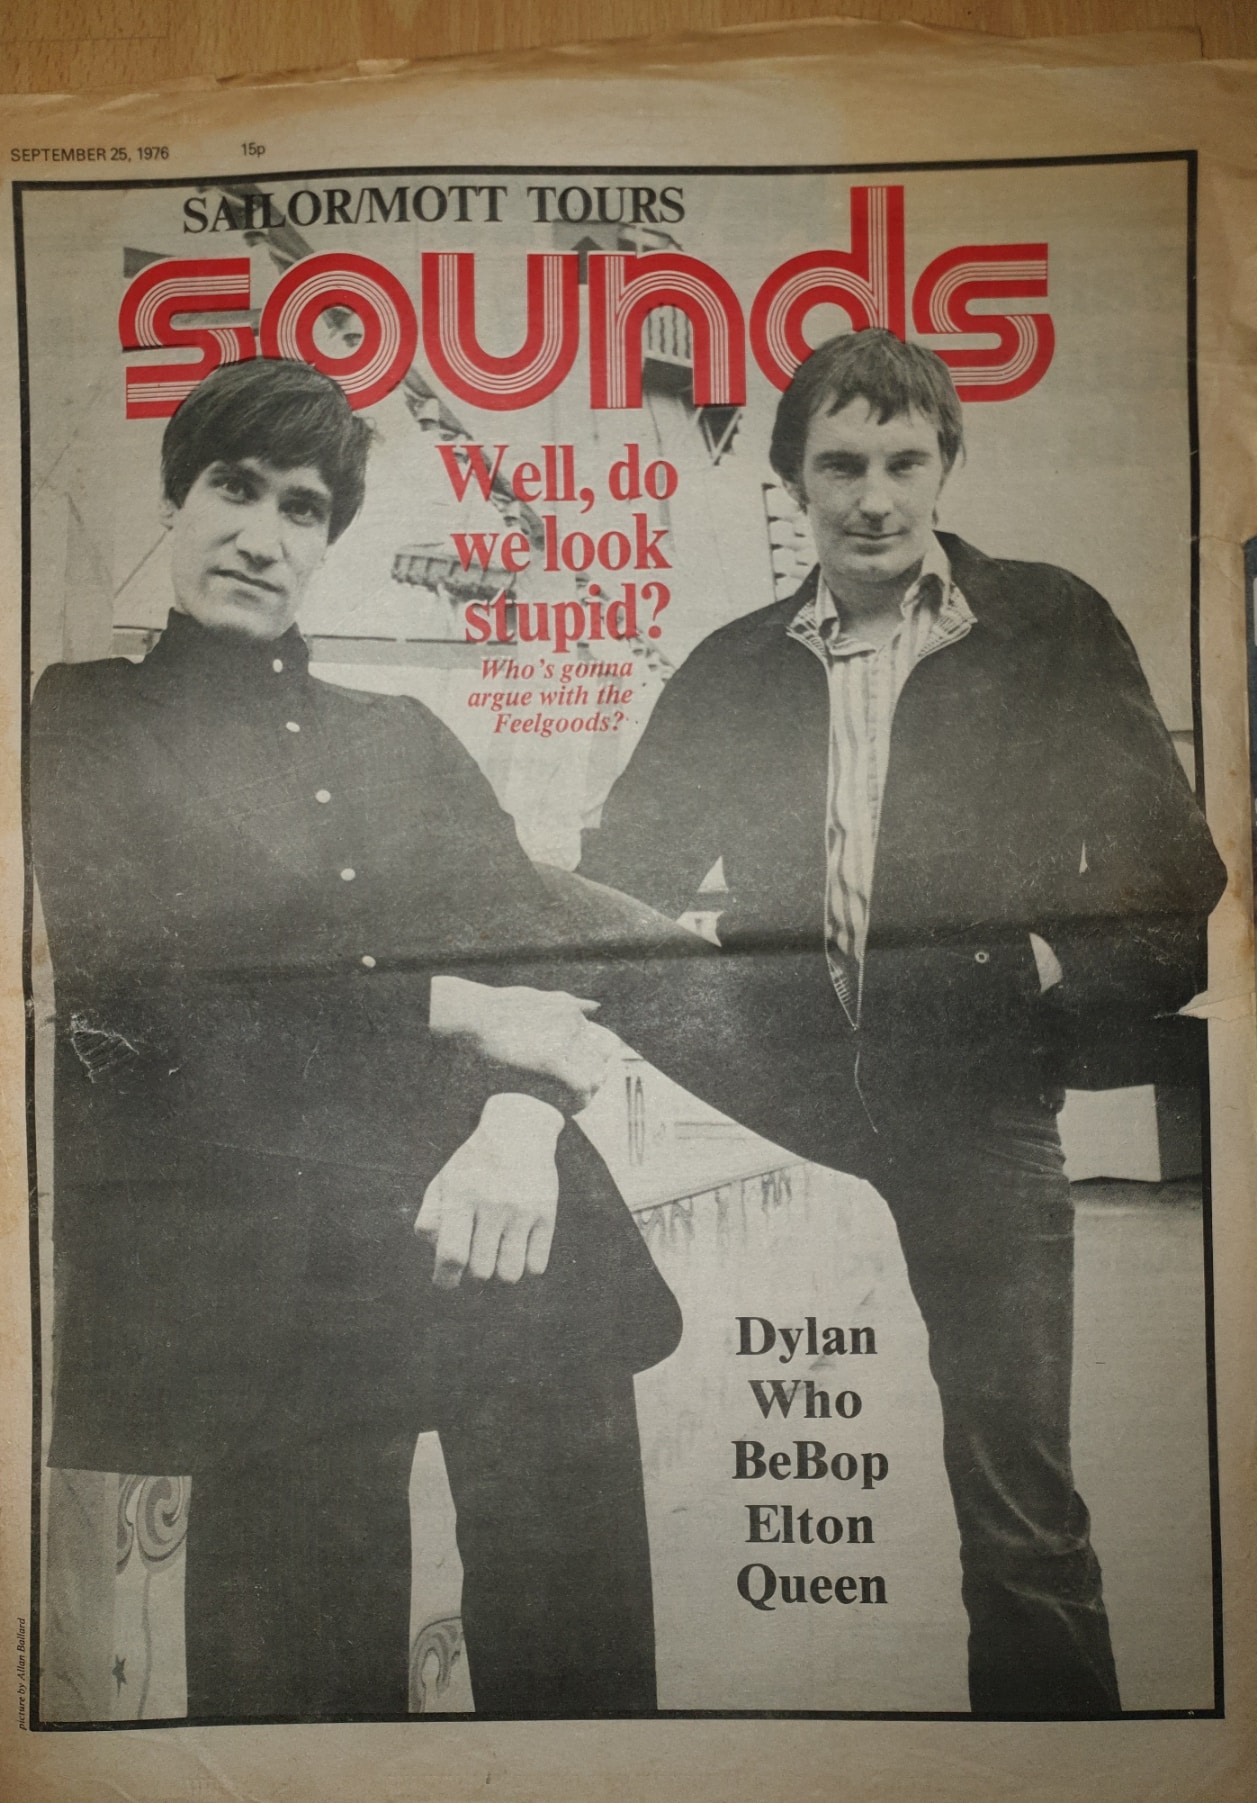 SEPTEMBER 25, 1976 15p
SAILOR/MOTT TOURS
sounds
Well, do
we look
stupid?
Who's gonna
argue with the
Feelgoods?
10
Dylan
Who
BeBop
Elton
Queen
picture by Allan Ballard